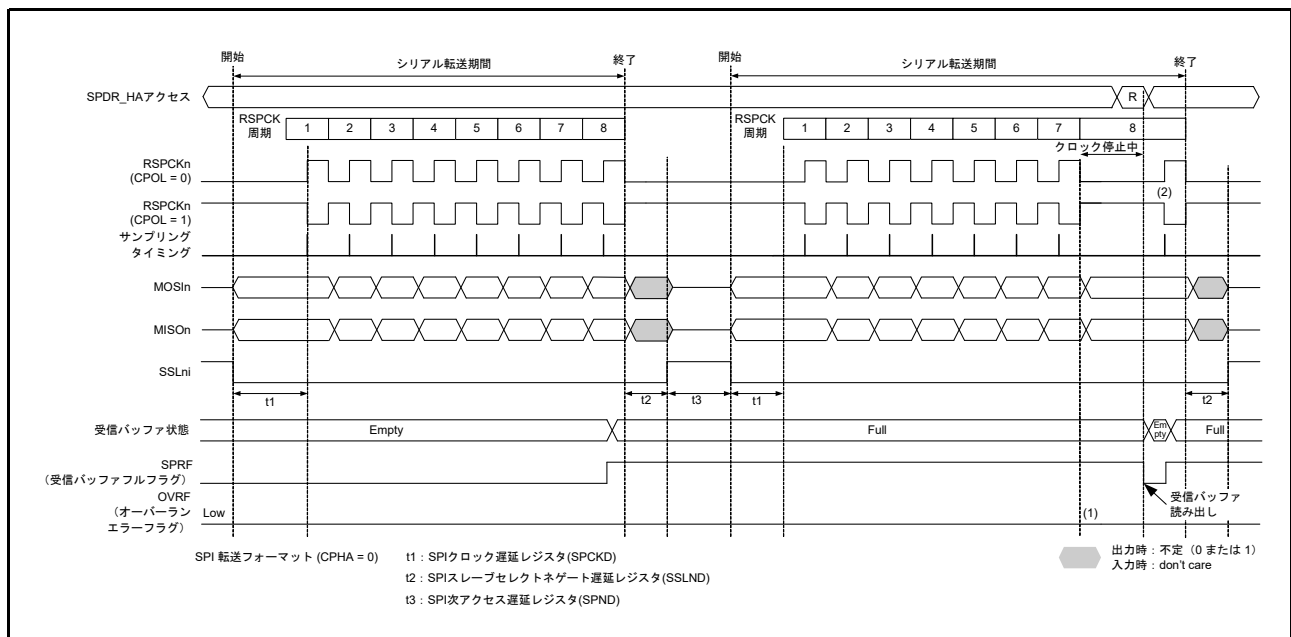 開始
シリアル転送期間
終了
開始
シリアル転送期間
終了
SPDR_HAアクセス
R
RSPCK
周期
1 2 3 4 5 6 7 8
RSPCK
周期
1 2 3 4 5 6 7 8
クロック停止中
RSPCKn
(CPOL = 0)
(2)
RSPCKn
(CPOL = 1)
サンプリング
タイミング
MOSIn
MISOn
SSLni
t1
t2
t3
t1
t2
受信バッファ状態
Empty
Full
Em
pty
Full
SPRF
(受信バッファフルフラグ)
受信バッファ
読み出し
OVRF
(オーバーラン
エラーフラグ)
Low
(1)
SPI 転送フォーマット (CPHA = 0)
t1:SPIクロック遅延レジスタ(SPCKD)
t2:SPIスレーブセレクトネゲート遅延レジスタ(SSLND)
t3:SPI次アクセス遅延レジスタ(SPND)
出力時:不定(0 または 1)
入力時:don't care